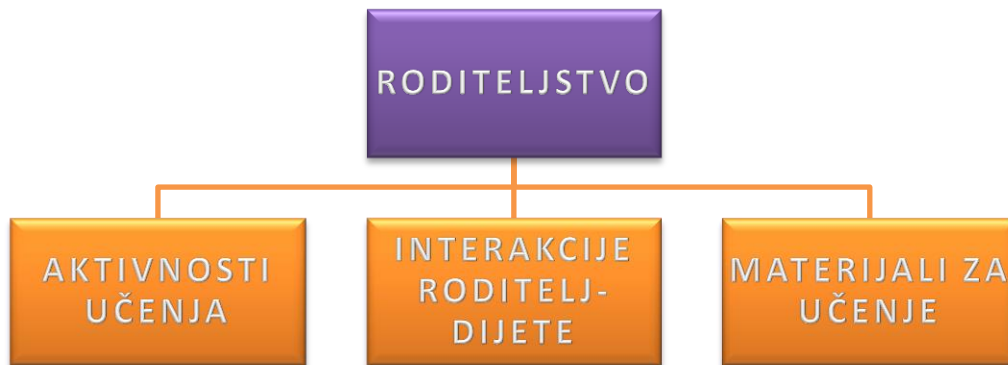 RODITELJSTVO
AKTIVNOSTI
UČENJA
INTERAKCIJE
RODITELJ-
DIJETE
MATERIJALI ZA
UČENJE